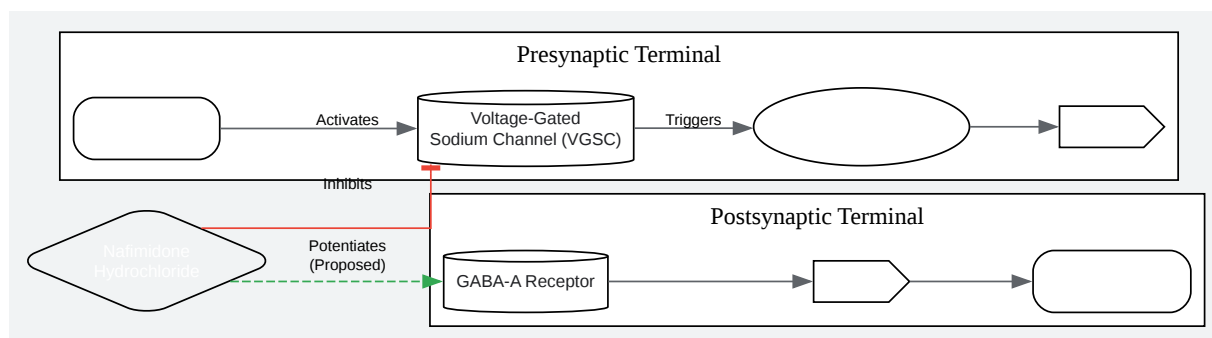 Presynaptic Terminal
Activates
Voltage-Gated
Sodium Channel (VGSC)
Triggers
Inhibits
Postsynaptic Terminal
Nafimidone
Hydrochloride
Potentiates
(Proposed)
GABA-A Receptor